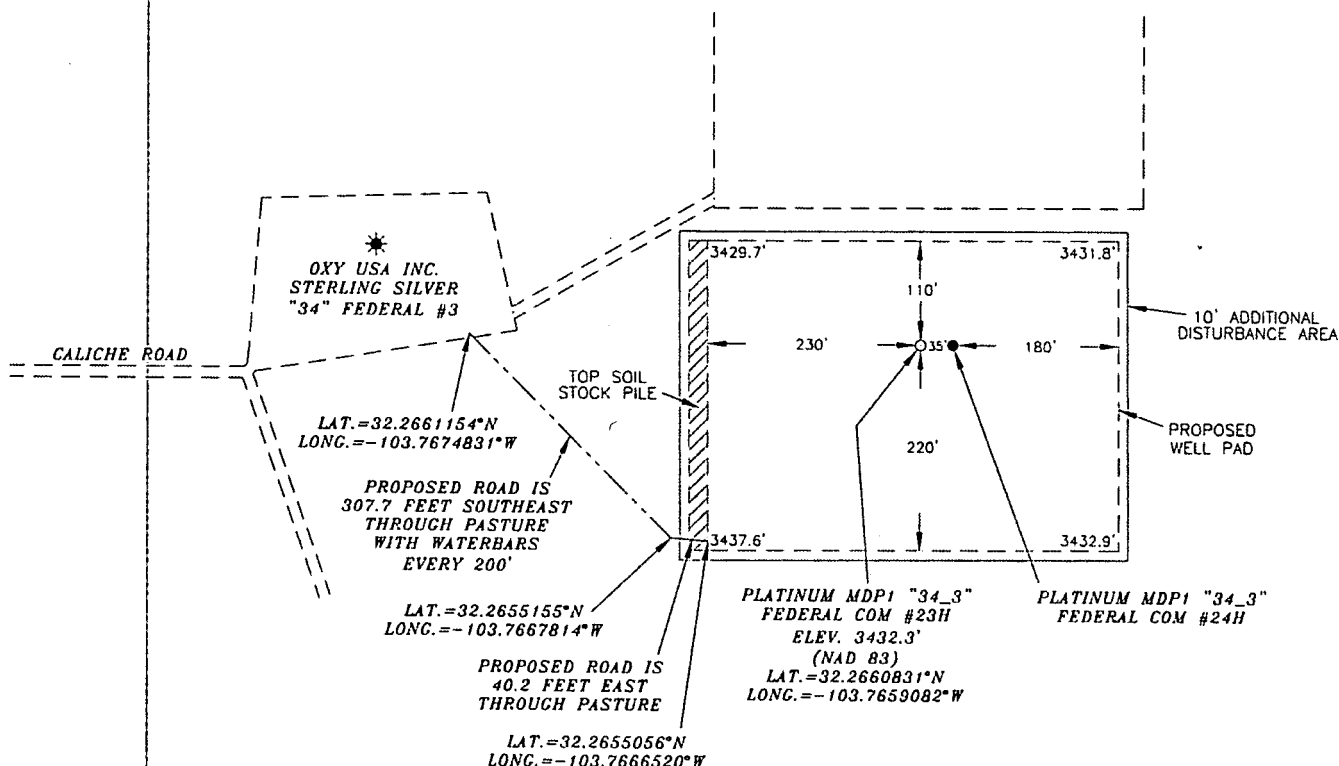 OXY USA INC.
STERLING SILVER
"34" FEDERAL #3
CALICHE ROAD
LAT.=32.2661154°N
LONG.=-103.7674831°W
PROPOSED ROAD IS
307.7 FEET SOUTHEAST
THROUGH PASTURE
WITH WATERBARS
EVERY 200'
LAT.=32.2655155°N
LONG.=-103.7667814°W
PROPOSED ROAD IS
40.2 FEET EAST
THROUGH PASTURE
LAT.=32.2655056°N
LONG.=-103.7666520°W
TOP SOIL
STOCK PILE
3429.7'
3431.8'
110'
230'
35'
180'
220'
3437.6'
3432.9'
10' ADDITIONAL
DISTURBANCE AREA
PROPOSED
WELL PAD
PLATINUM MDP1 "34_3"
FEDERAL COM #23H
ELEV. 3432.3'
(NAD 83)
LAT.=32.2660831°N
LONG.=-103.7659082°W
PLATINUM MDP1 "34_3"
FEDERAL COM #24H